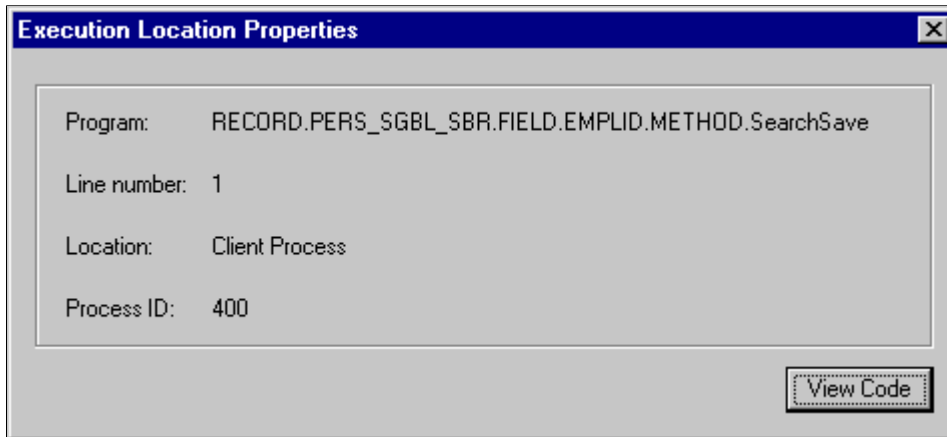 Execution Location Properties
Program: RECORD.PERS_SGBL_SBR.FIELD.EMPLID.METHOD.SearchSave
Line number: 1
Location: Client Process
Process ID: 400
View Code